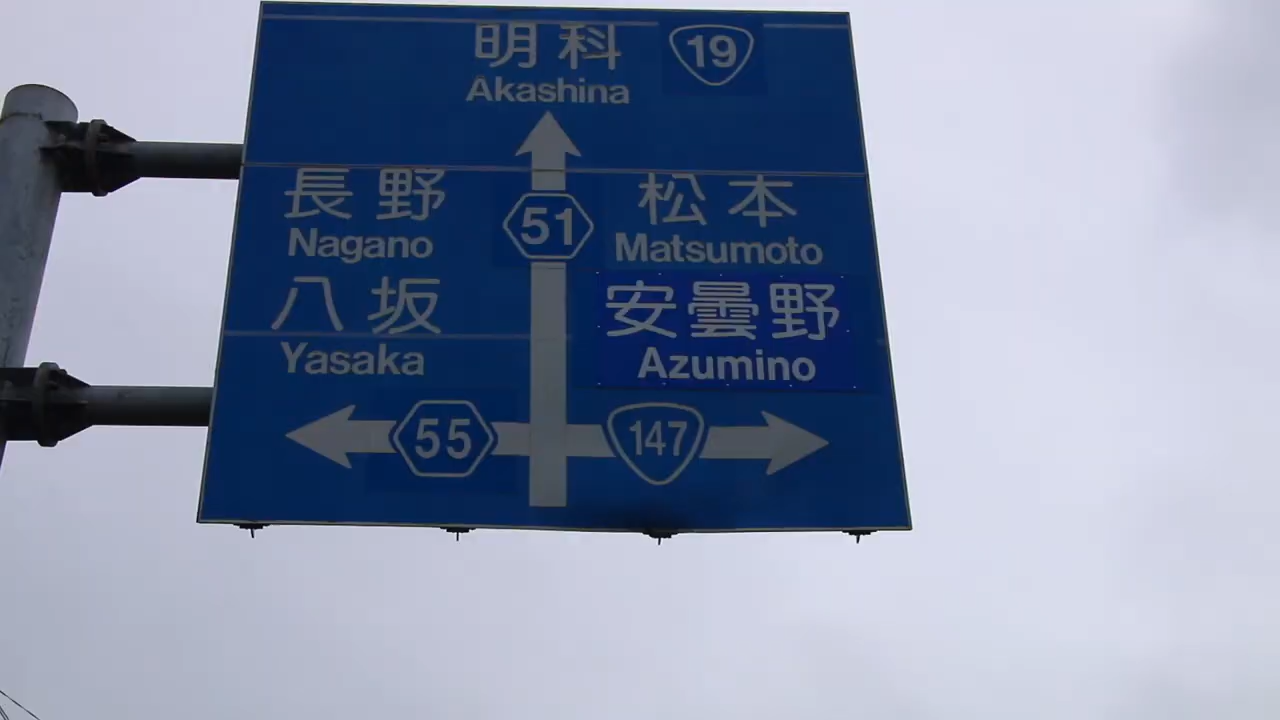 明科 19
Akashina
長野
Nagano
八坂
Yasaka
51
松本
Matsumoto
安曇野
Azumino
55
147